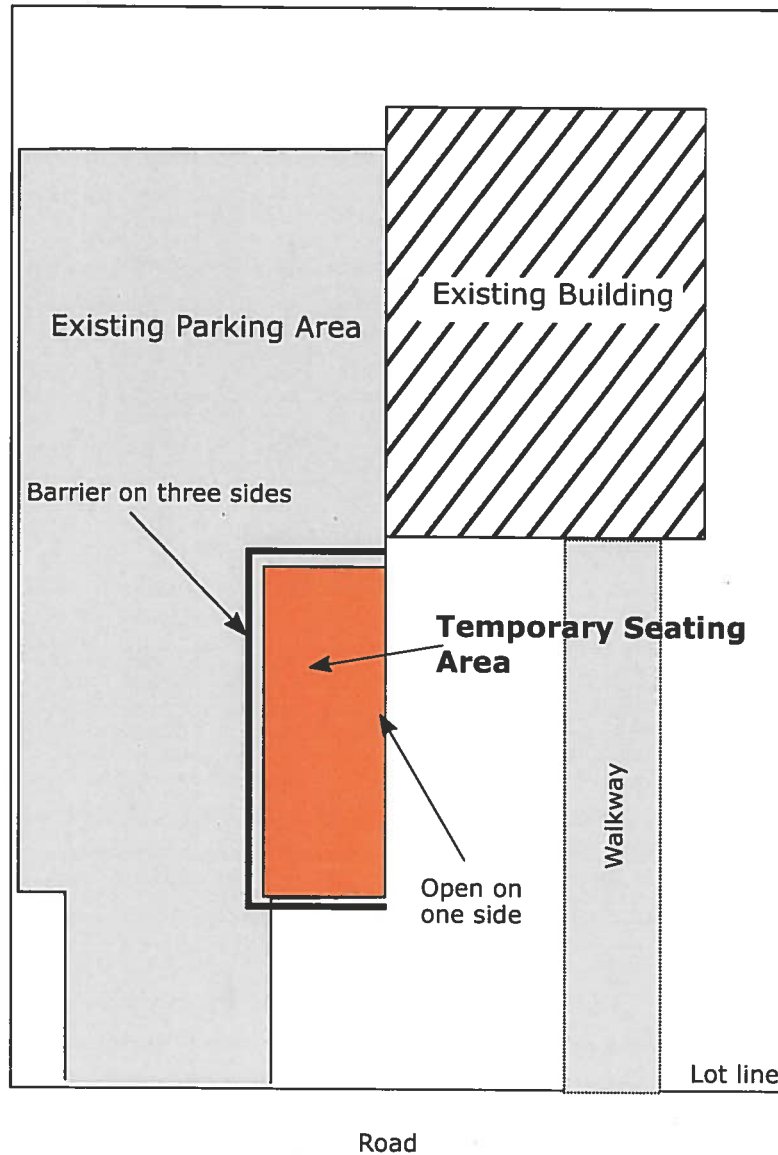 Existing Building
Existing Parking Area
Barrier on three sides
Temporary Seating
Area
Walkway
Open on
one side
Lot line
Road